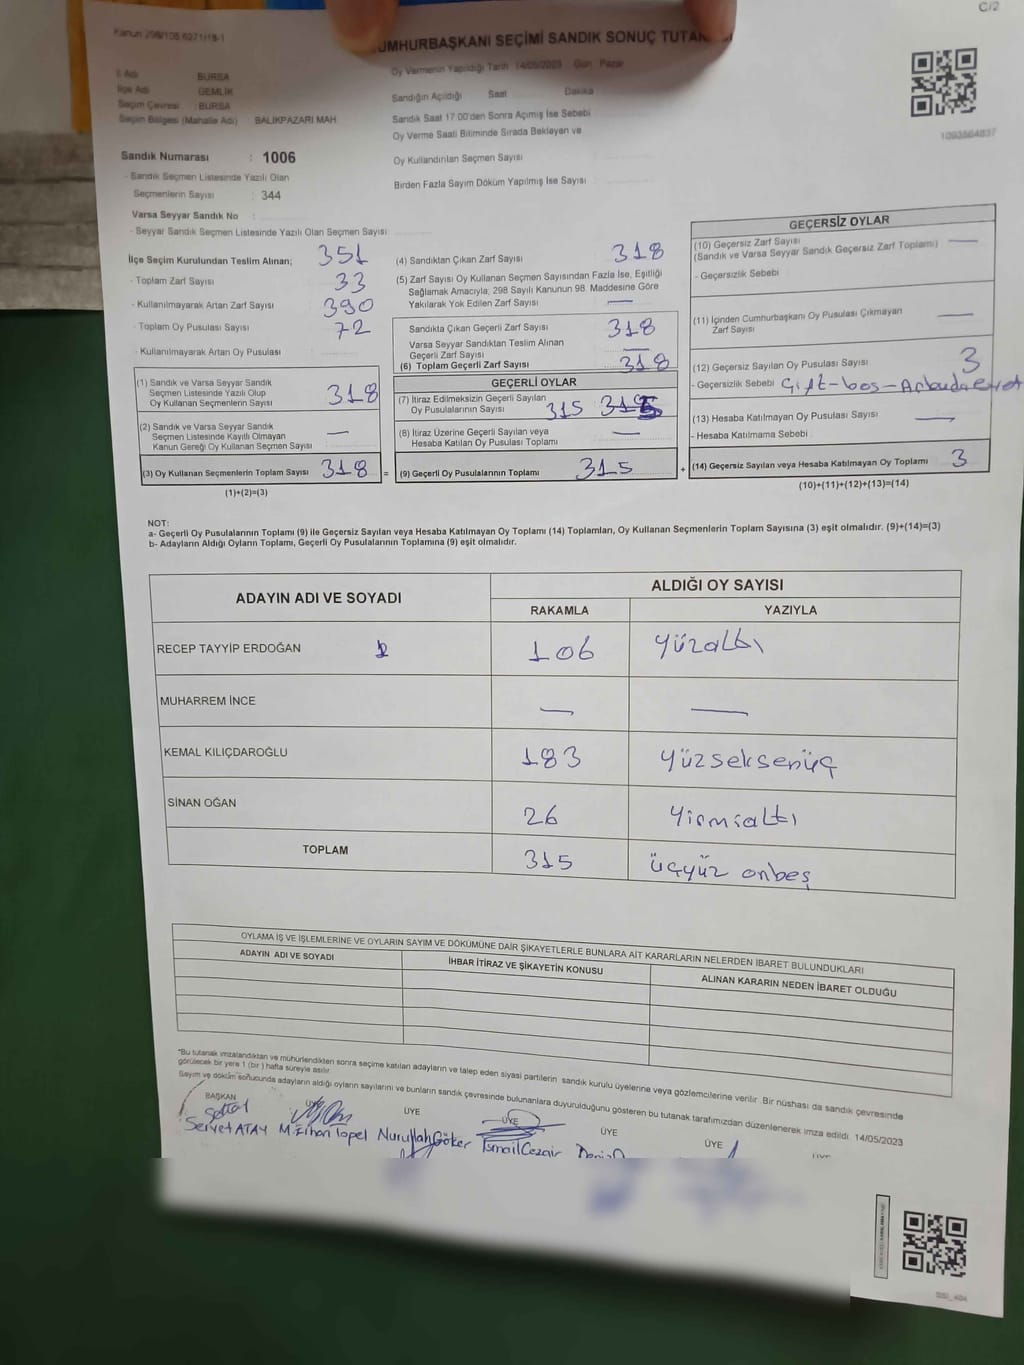 C/2
Kanun 298/105 6271/18-1
CUMHURBAŞKANI SEÇİMİ SANDIK SONUÇ TUTANAĞI
İl Adı BURSA
İlçe Adı GEMLİK
Seçim Çevresi : BURSA
Seçim Bölgesi (Mahalle Adı) : BALIKPAZARI MAH
Oy Vermenin Yapıldığı Tarih 14/05/2023 Gün Pazar
Sandığın Açıldığı Saat Dakika
Sandık Saat 17:00'den Sonra Açımış İse Sebebi
Oy Verme Saati Bitiminde Sırada Bekleyen ve
Oy Kullandırılan Seçmen Sayısı
Birden Fazla Sayım Döküm Yapılmış İse Sayısı :
1093564837
Sandık Numarası : 1006
- Sandık Seçmen Listesinde Yazılı Olan
Seçmenlerin Sayısı : 344
Varsa Seyyar Sandık No :
- Seyyar Sandık Seçmen Listesinde Yazılı Olan Seçmen Sayısı
İlçe Seçim Kurulundan Teslim Alınan; 351
- Toplam Zarf Sayısı 33
- Kullanılmayarak Artan Zarf Sayısı 390
- Toplam Oy Pusulası Sayısı 72
- Kullanılmayarak Artan Oy Pusulası :
(1) Sandık ve Varsa Seyyar Sandık
Seçmen Listesinde Yazılı Olup
Oy Kullanan Seçmenlerin Sayısı 318
(2) Sandık ve Varsa Seyyar Sandık
Seçmen Listesinde Kayıtlı Olmayan
Kanun Gereği Oy Kullanan Seçmen Sayısı —
(3) Oy Kullanan Seçmenlerin Toplam Sayısı 318 =
(1)+(2)=(3)
(4) Sandıktan Çıkan Zarf Sayısı 318
(5) Zarf Sayısı Oy Kullanan Seçmen Sayısından Fazla İse, Eşitliği
Sağlamak Amacıyla; 298 Sayılı Kanunun 98. Maddesine Göre
Yakılarak Yok Edilen Zarf Sayısı —
Sandıkta Çıkan Geçerli Zarf Sayısı 318
Varsa Seyyar Sandıktan Teslim Alınan
Geçerli Zarf Sayısı —
(6) Toplam Geçerli Zarf Sayısı 318
GEÇERLİ OYLAR
(7) İtiraz Edilmeksizin Geçerli Sayılan
Oy Pusulalarının Sayısı 315 315
(8) İtiraz Üzerine Geçerli Sayılan veya
Hesaba Katılan Oy Pusulası Toplamı —
(9) Geçerli Oy Pusulalarının Toplamı 315 +
GEÇERSİZ OYLAR
(10) Geçersiz Zarf Sayısı —
(Sandık ve Varsa Seyyar Sandık Geçersiz Zarf Toplamı)
- Geçersizlik Sebebi
(11) İçinden Cumhurbaşkanı Oy Pusulası Çıkmayan
Zarf Sayısı —
(12) Geçersiz Sayılan Oy Pusulası Sayısı 3
- Geçersizlik Sebebi Çift-boş-
(13) Hesaba Katılmayan Oy Pusulası Sayısı —
- Hesaba Katılmama Sebebi
(14) Geçersiz Sayılan veya Hesaba Katılmayan Oy Toplamı 3
(10)+(11)+(12)+(13)=(14)
NOT:
a- Geçerli Oy Pusulalarının Toplamı (9) ile Geçersiz Sayılan veya Hesaba Katılmayan Oy Toplamı (14) Toplamları, Oy Kullanan Seçmenlerin Toplam Sayısına (3) eşit olmalıdır. (9)+(14)=(3)
b- Adayların Aldığı Oyların Toplamı, Geçerli Oy Pusulalarının Toplamına (9) eşit olmalıdır.
ADAYIN ADI VE SOYADI ALDIĞI OY SAYISI
RAKAMLA YAZIYLA
RECEP TAYYİP ERDOĞAN 106 yüzaltı
MUHARREM İNCE — —
KEMAL KILIÇDAROĞLU 183 yüzseksenüç
SİNAN OĞAN 26 yirmialtı
TOPLAM 315 üçyüz onbeş
OYLAMA İŞ VE İŞLEMLERİNE VE OYLARIN SAYIM VE DÖKÜMÜNE DAİR ŞİKAYETLERLE BUNLARA AİT KARARLARIN NELERDEN İBARET BULUNDUKLARI
ADAYIN ADI VE SOYADI İHBAR İTİRAZ VE ŞİKAYETİN KONUSU ALINAN KARARIN NEDEN İBARET OLDUĞU
*Bu tutanak imzalandıktan ve mühürlendikten sonra seçime katılan adayların ve talep eden siyasi partilerin sandık kurulu üyelerine veya gözlemcilerine verilir. Bir nüshası da sandık çevresinde
görülecek bir yere 1 (bir) hafta süreyle asılır.
Sayım ve döküm sonucunda adayların aldığı oyların sayılarını ve bunların sandık çevresinde bulunanlara duyurulduğunu gösteren bu tutanak tarafımızdan düzenlenerek imza edildi. 14/05/2023
BAŞKAN ÜYE ÜYE ÜYE ÜYE ÜYE
Servet ATAY M.Erhan Topel Nurullah Göker İsmail Cezair